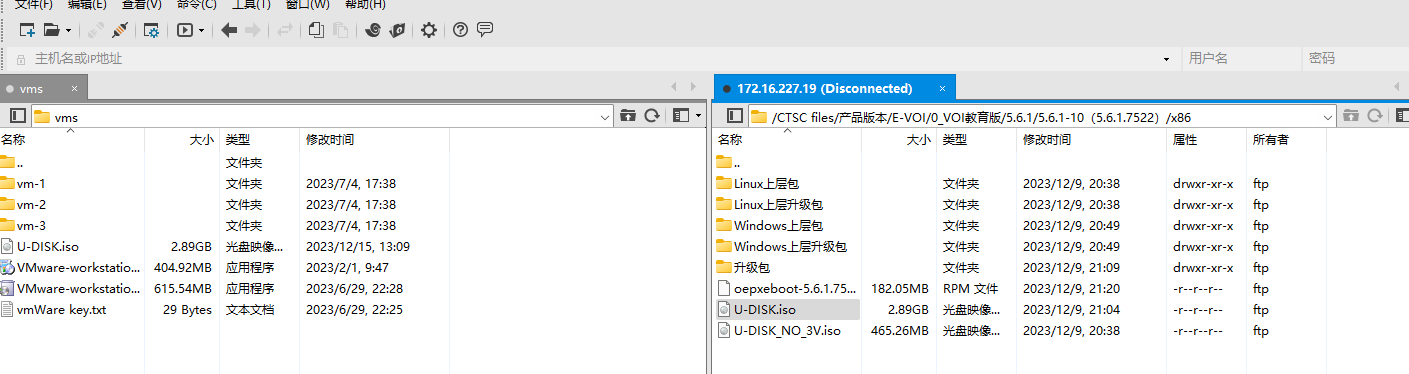 文件(F) 编辑(E) 查看(V) 命令(C) 工具(T) 窗口(W) 帮助(H)
主机名或IP地址 用户名 密码
vms
vms
名称 大小 类型 修改时间
.. 文件夹
vm-1 文件夹 2023/7/4, 17:38
vm-2 文件夹 2023/7/4, 17:38
vm-3 文件夹 2023/7/4, 17:38
U-DISK.iso 2.89GB 光盘映像... 2023/12/15, 13:09
VMware-workstatio... 404.92MB 应用程序 2023/2/1, 9:47
VMware-workstatio... 615.54MB 应用程序 2023/6/29, 22:28
vmWare key.txt 29 Bytes 文本文档 2023/6/29, 22:25
172.16.227.19 (Disconnected)
/CTSC files/产品版本/E-VOI/0_VOI教育版/5.6.1/5.6.1-10（5.6.1.7522）/x86
名称 大小 类型 修改时间 属性 所有者
..
Linux上层包 文件夹 2023/12/9, 20:38 drwxr-xr-x ftp
Linux上层升级包 文件夹 2023/12/9, 20:38 drwxr-xr-x ftp
Windows上层包 文件夹 2023/12/9, 20:49 drwxr-xr-x ftp
Windows上层升级包 文件夹 2023/12/9, 20:49 drwxr-xr-x ftp
升级包 文件夹 2023/12/9, 21:09 drwxr-xr-x ftp
oepxeboot-5.6.1.75... 182.05MB RPM 文件 2023/12/9, 21:20 -r--r--r-- ftp
U-DISK.iso 2.89GB 光盘映像... 2023/12/9, 21:04 -r--r--r-- ftp
U-DISK_NO_3V.iso 465.26MB 光盘映像... 2023/12/9, 20:38 -r--r--r-- ftp